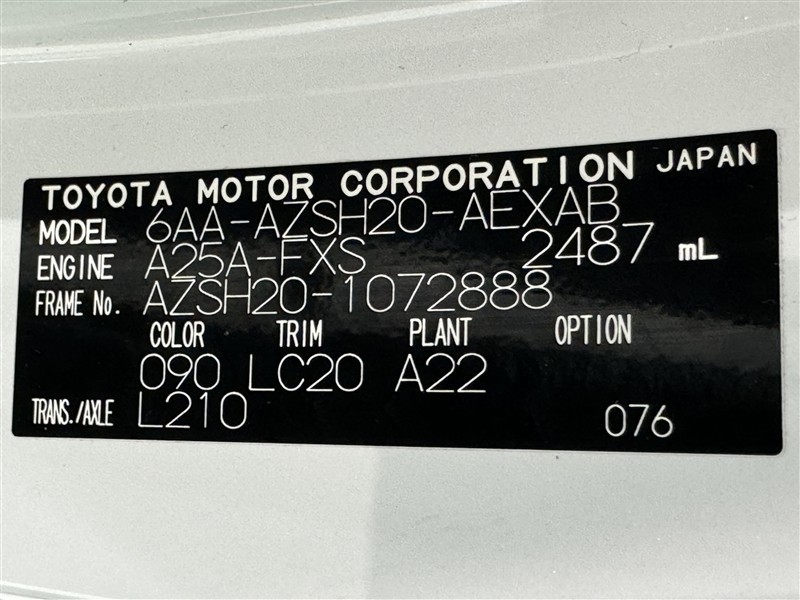 TOYOTA MOTOR CORPORATION JAPAN
MODEL 6AA-AZSH20-AEXAB
ENGINE A25A-FXS 2487 mL
FRAME No. AZSH20-1072888
COLOR TRIM PLANT OPTION
090 LC20 A22
TRANS./AXLE L210 076